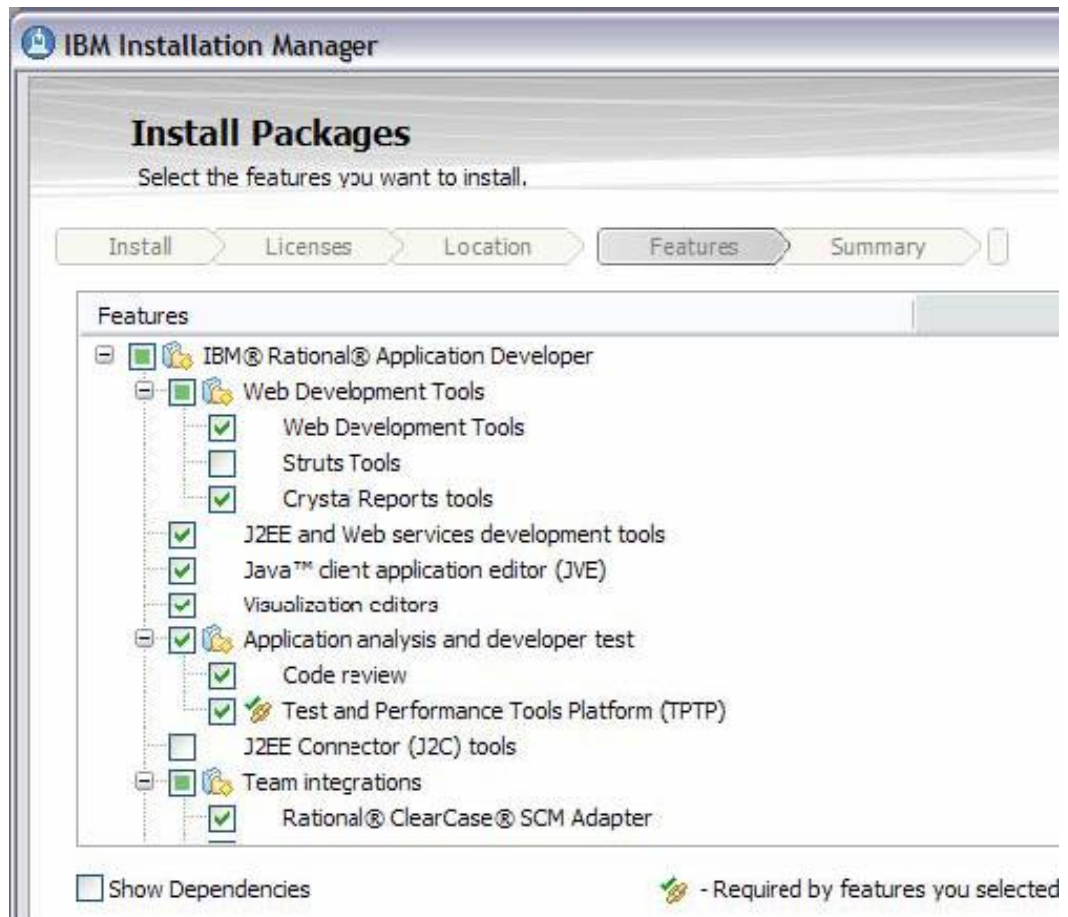 IBM Installation Manager
Install Packages
Select the features you want to install.
Install Licenses Location Features Summary
Features
IBM® Rational® Application Developer
Web Development Tools
Web Development Tools
Struts Tools
Crystal Reports tools
J2EE and Web services development tools
Java™ client application editor (JVE)
Visualization editors
Application analysis and developer test
Code review
Test and Performance Tools Platform (TPTP)
J2EE Connector (J2C) tools
Team integrations
Rational® ClearCase® SCM Adapter
Show Dependencies - Required by features you selected